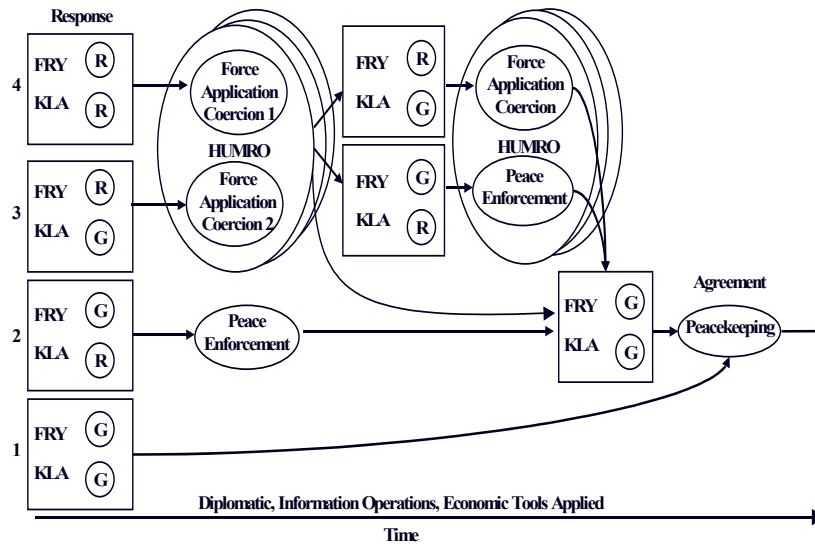 Response
4
FRY R
KLA R
Force
Application
Coercion 1
HUMRO
Force
Application
Coercion 2
FRY R
KLA G
FRY G
KLA R
Force
Application
Coercion
HUMRO
Peace
Enforcement
3
FRY R
KLA G
2
FRY G
KLA R
Peace
Enforcement
FRY G
KLA G
Agreement
Peacekeeping
1
FRY G
KLA G
Diplomatic, Information Operations, Economic Tools Applied
Time